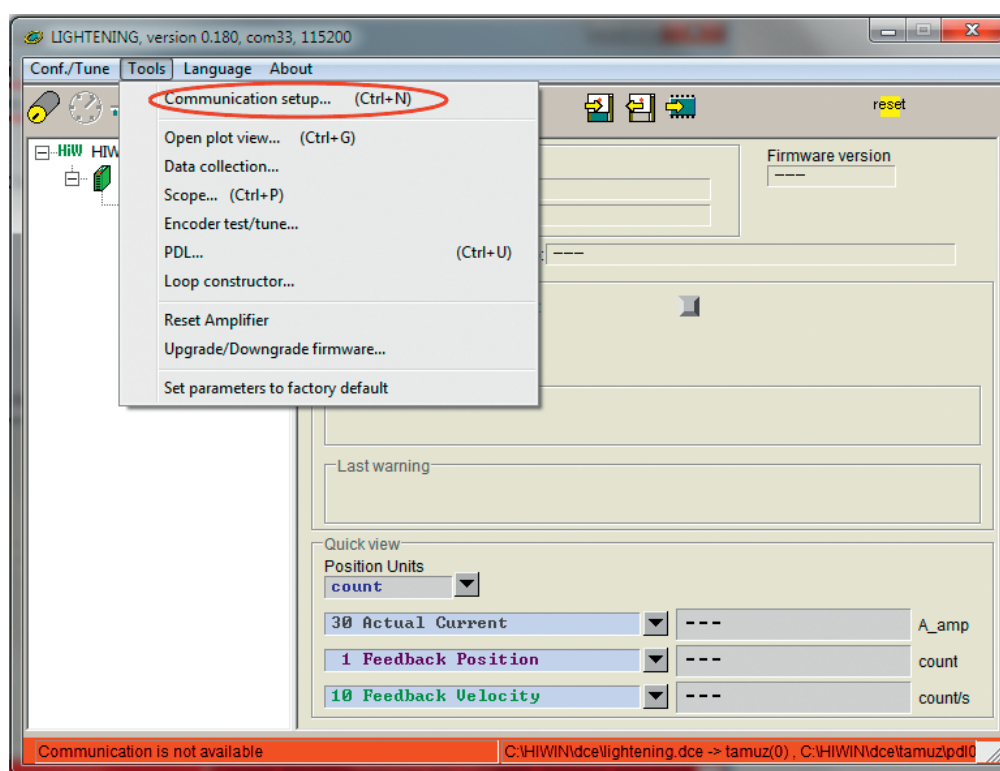 LIGHTENING, version 0.180, com33, 115200
Conf./Tune Tools Language About
Communication setup... (Ctrl+N)
Open plot view... (Ctrl+G)
Data collection...
Scope... (Ctrl+P)
Encoder test/tune...
PDL... (Ctrl+U)
Loop constructor...
Reset Amplifier
Upgrade/Downgrade firmware...
Set parameters to factory default
reset
HiW HIW
Firmware version
---
: ---
Last warning
Quick view
Position Units
count
30 Actual Current --- A_amp
1 Feedback Position --- count
10 Feedback Velocity --- count/s
Communication is not available C:\HIWIN\dce\lightening.dce -> tamuz(0) , C:\HIWIN\dce\tamuz\pdl0